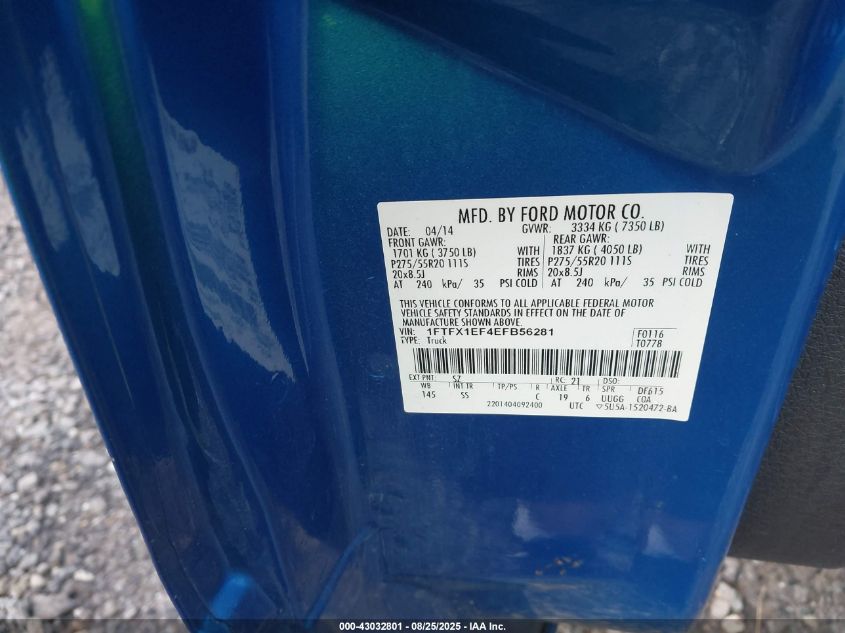 MFD. BY FORD MOTOR CO.
DATE: 04/14 GVWR: 3334 KG ( 7350 LB)
FRONT GAWR: REAR GAWR:
1701 KG ( 3750 LB) WITH 1837 KG ( 4050 LB) WITH
P275/55R20 111S TIRES P275/55R20 111S TIRES
20x8.5J RIMS 20x8.5J RIMS
AT 240 kPa/ 35 PSI COLD AT 240 kPa/ 35 PSI COLD
THIS VEHICLE CONFORMS TO ALL APPLICABLE FEDERAL MOTOR
VEHICLE SAFETY STANDARDS IN EFFECT ON THE DATE OF
MANUFACTURE SHOWN ABOVE.
VIN: 1FTFX1EF4EFB56281 F0116
TYPE: Truck T0778
EXT PNT: SZ RC: 21 DSO:
WB INT TR TP/PS R AXLE TR SPR DF615
145 SS C 19 6 UUGG COA
2201404092400 UTC ▽5U5A-1520472-BA
000-43032801 - 08/25/2025 - IAA Inc.